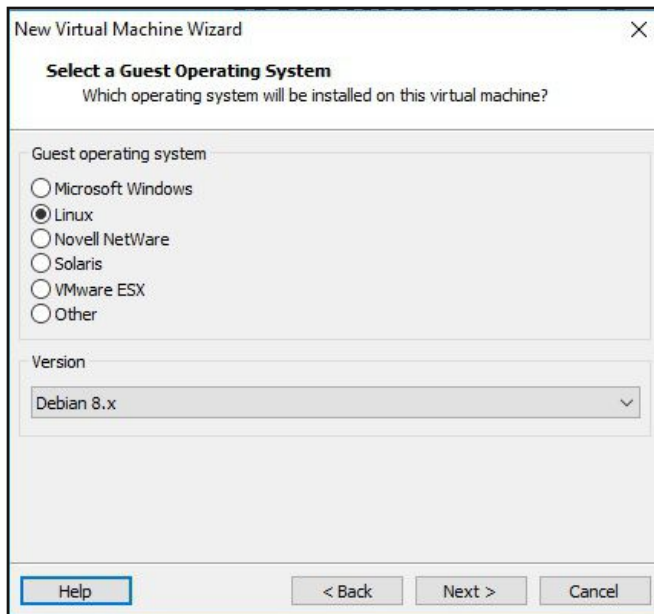 New Virtual Machine Wizard
Select a Guest Operating System
Which operating system will be installed on this virtual machine?
Guest operating system
Microsoft Windows
Linux
Novell NetWare
Solaris
VMware ESX
Other
Version
Debian 8.x
Help < Back Next > Cancel